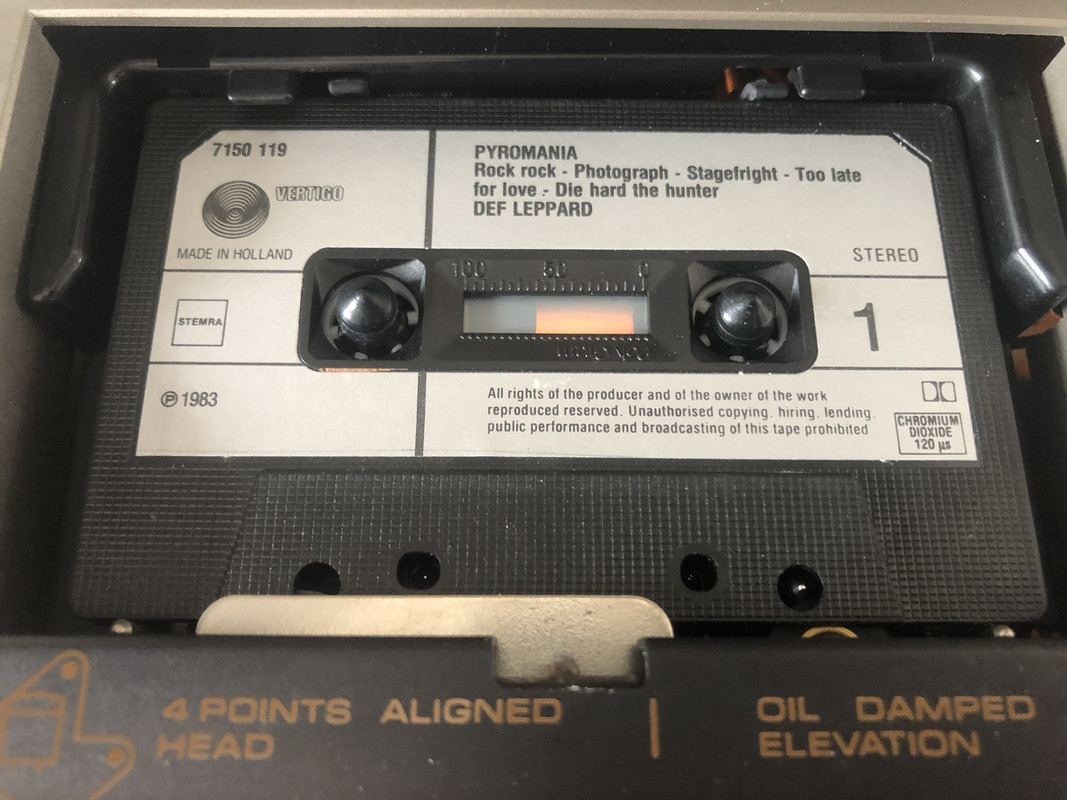 7150 119
VERTIGO
MADE IN HOLLAND
PYROMANIA
Rock rock - Photograph - Stagefright - Too late
for love - Die hard the hunter
DEF LEPPARD
STEREO
100 50 0
STEMRA
1
℗ 1983
All rights of the producer and of the owner of the work
reproduced reserved. Unauthorised copying, hiring, lending,
public performance and broadcasting of this tape prohibited
CHROMIUM
DIOXIDE
120 µs
4 POINTS ALIGNED
HEAD
OIL DAMPED
ELEVATION